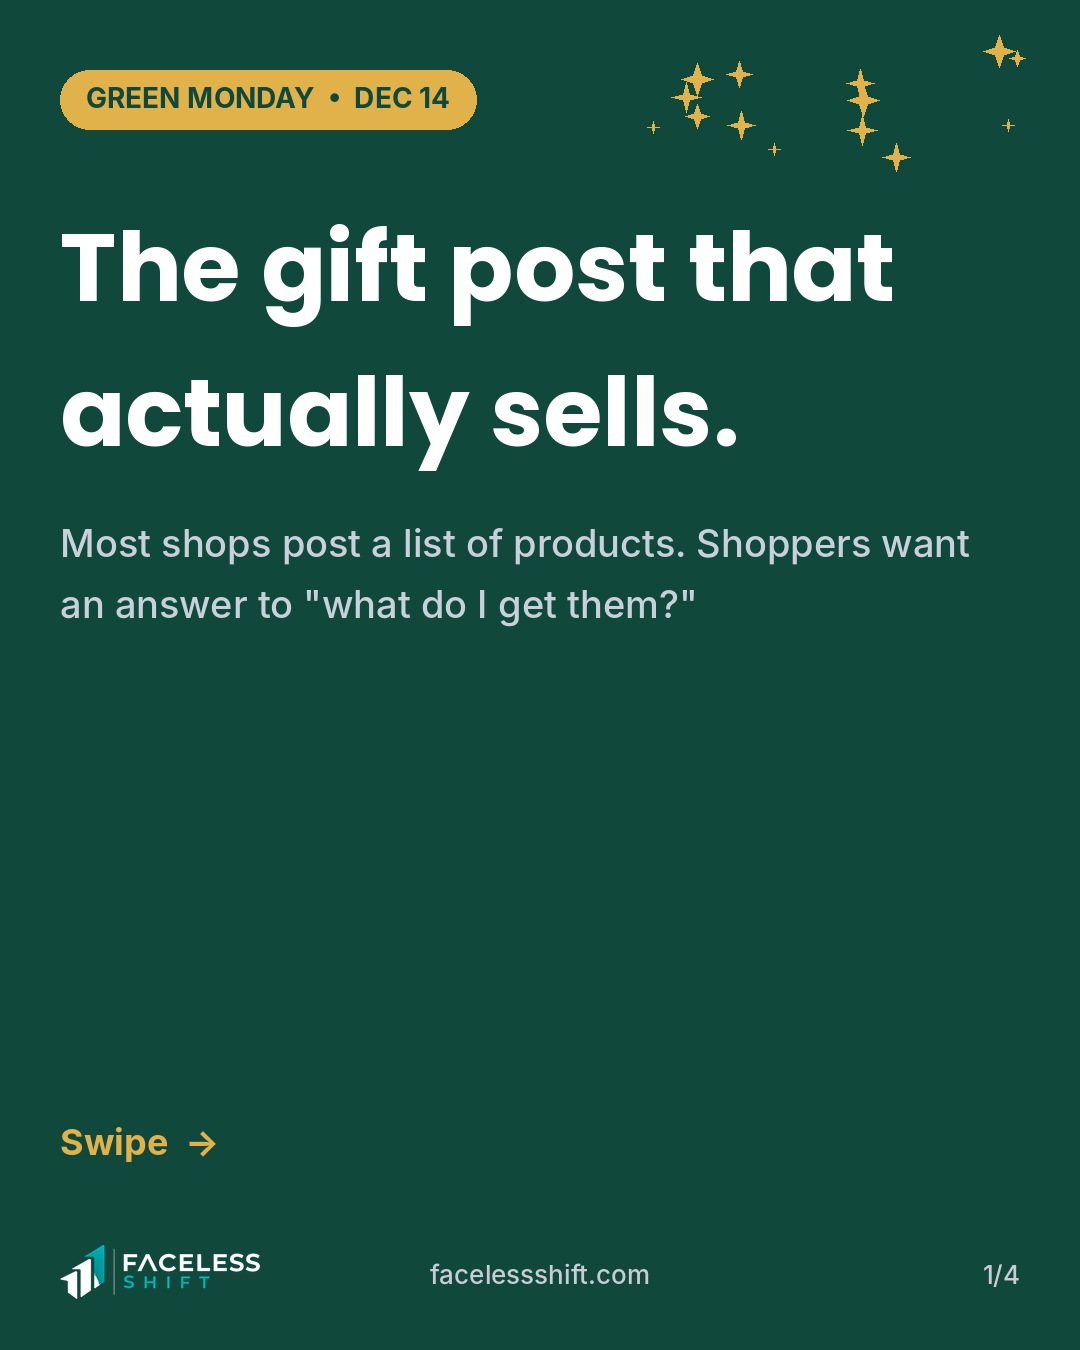 GREEN MONDAY • DEC 14
The gift post that
actually sells.
Most shops post a list of products. Shoppers want
an answer to "what do I get them?"
Swipe →
FACELESS
SHIFT
facelessshift.com
1/4